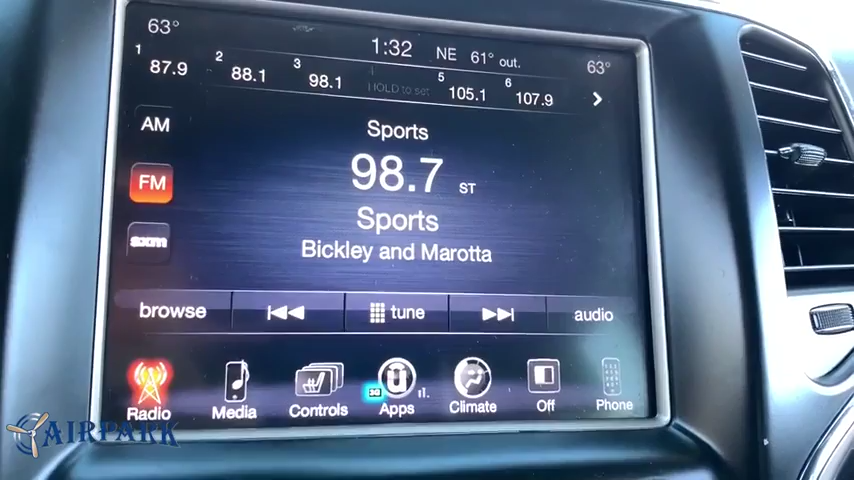 63°
1:32 NE 61° out.
63°
1 87.9 2 88.1 3 98.1 HOLD to set 5 105.1 6 107.9
AM
Sports
FM
98.7 ST
sxm
Sports
Bickley and Marotta
browse tune audio
3G
Radio Media Controls Apps Climate Off Phone
AIRPARK